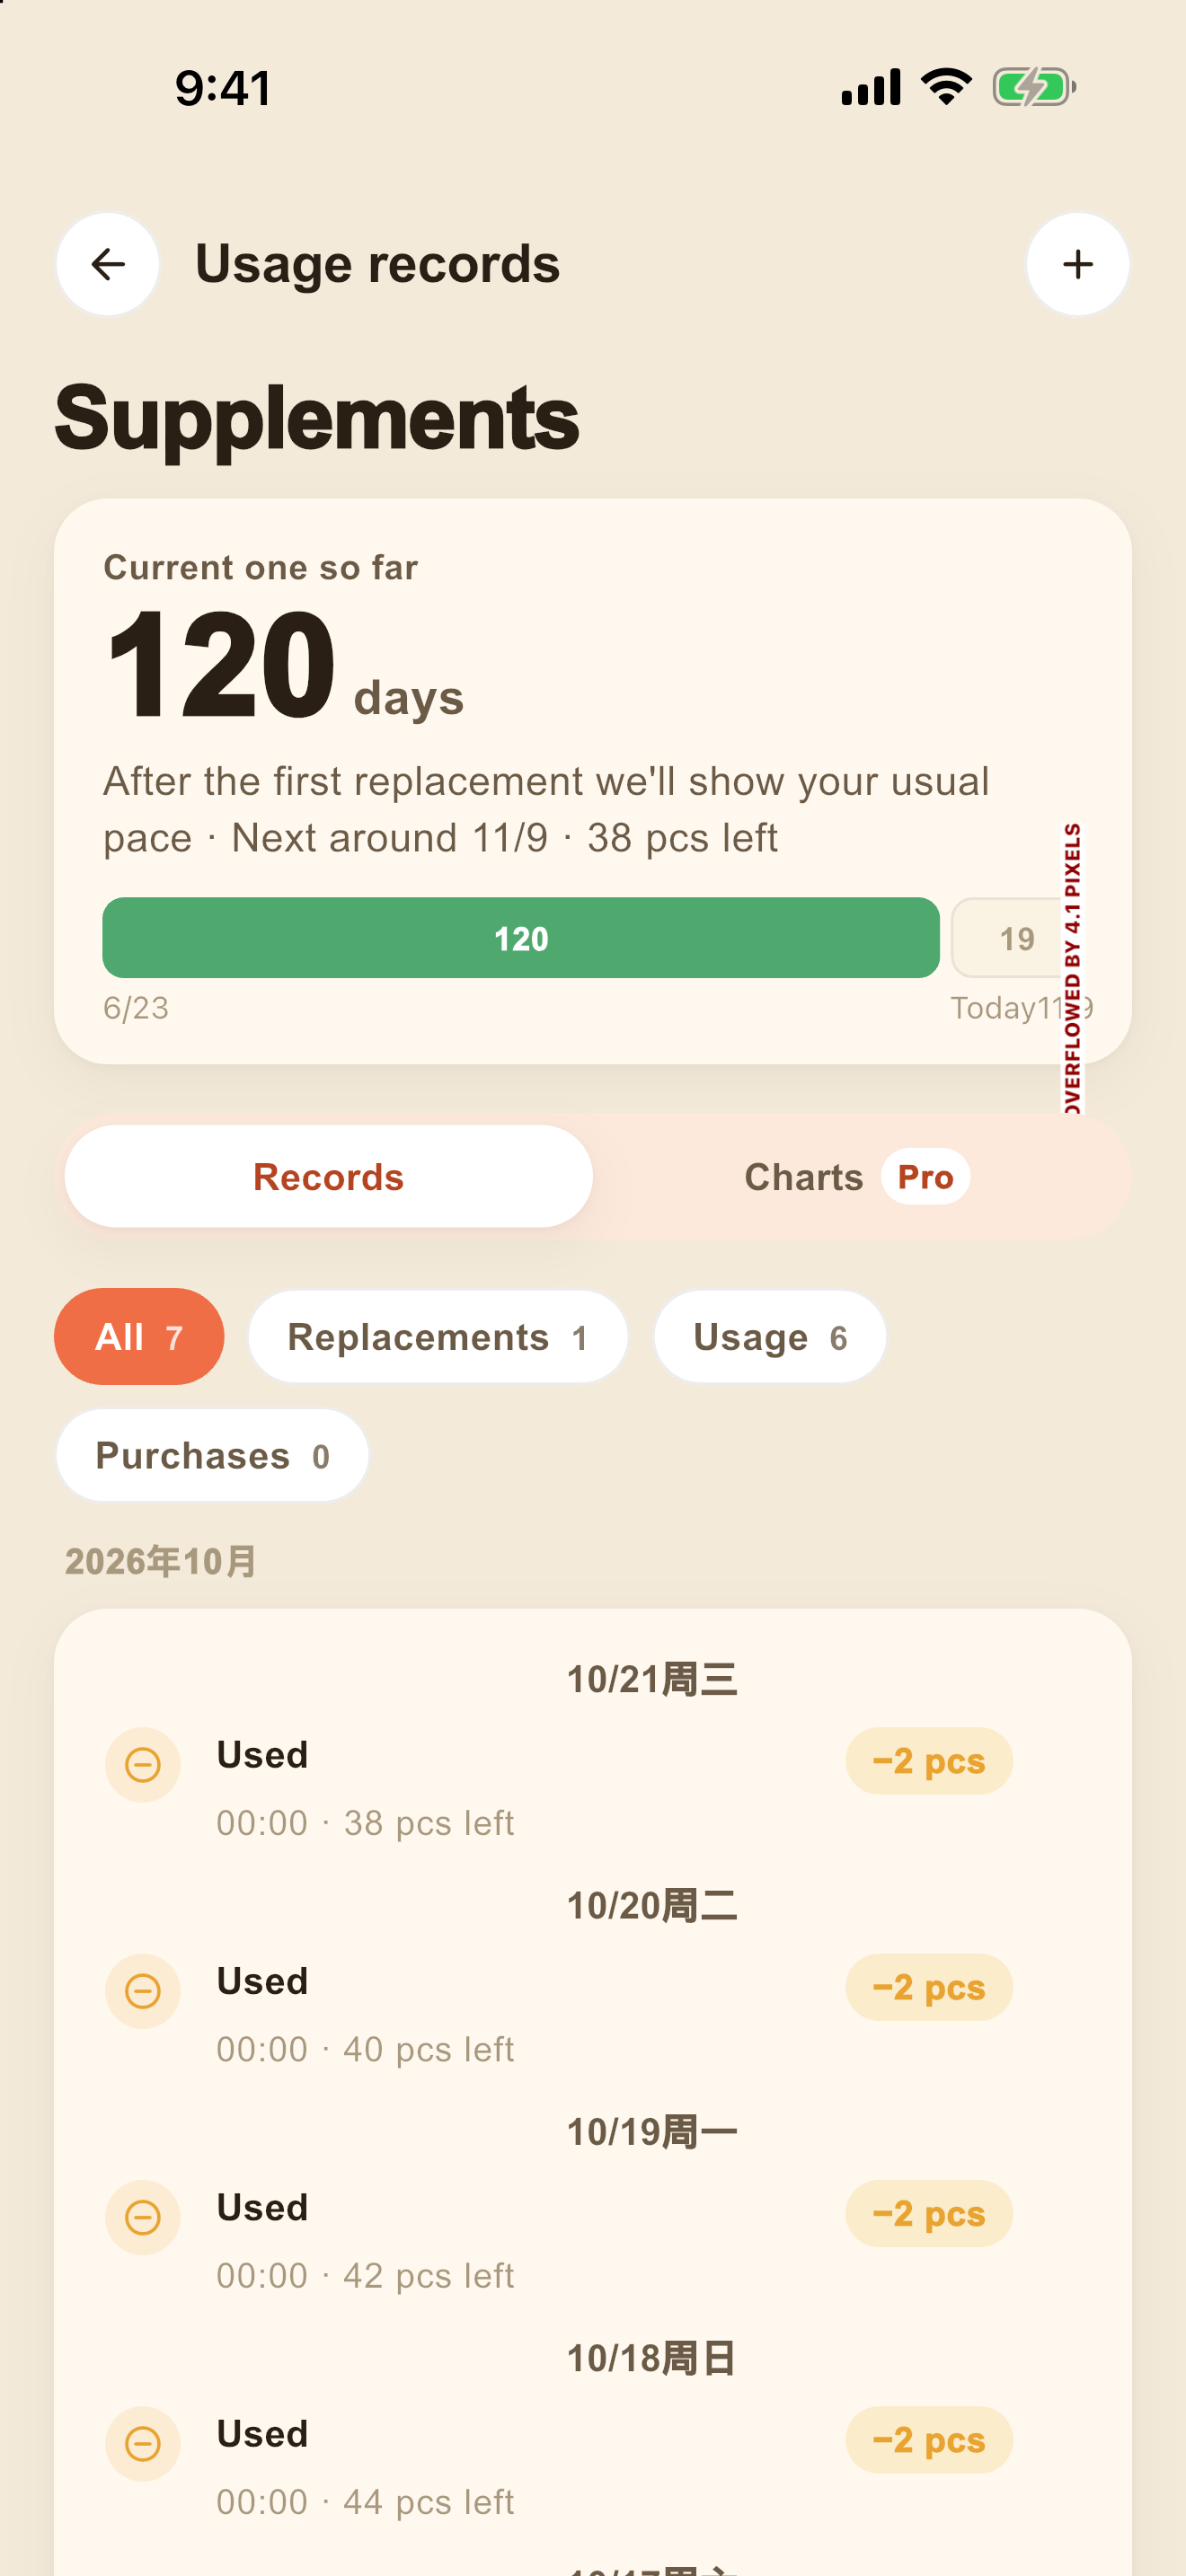 9:41
Usage records
Supplements
Current one so far
120 days
After the first replacement we'll show your usual
pace · Next around 11/9 · 38 pcs left
120
19
6/23
Today11/9
OVERFLOWED BY 4.1 PIXELS
Records
Charts Pro
All 7
Replacements 1
Usage 6
Purchases 0
2026年10月
10/21周三
Used
−2 pcs
00:00 · 38 pcs left
10/20周二
Used
−2 pcs
00:00 · 40 pcs left
10/19周一
Used
−2 pcs
00:00 · 42 pcs left
10/18周日
Used
−2 pcs
00:00 · 44 pcs left